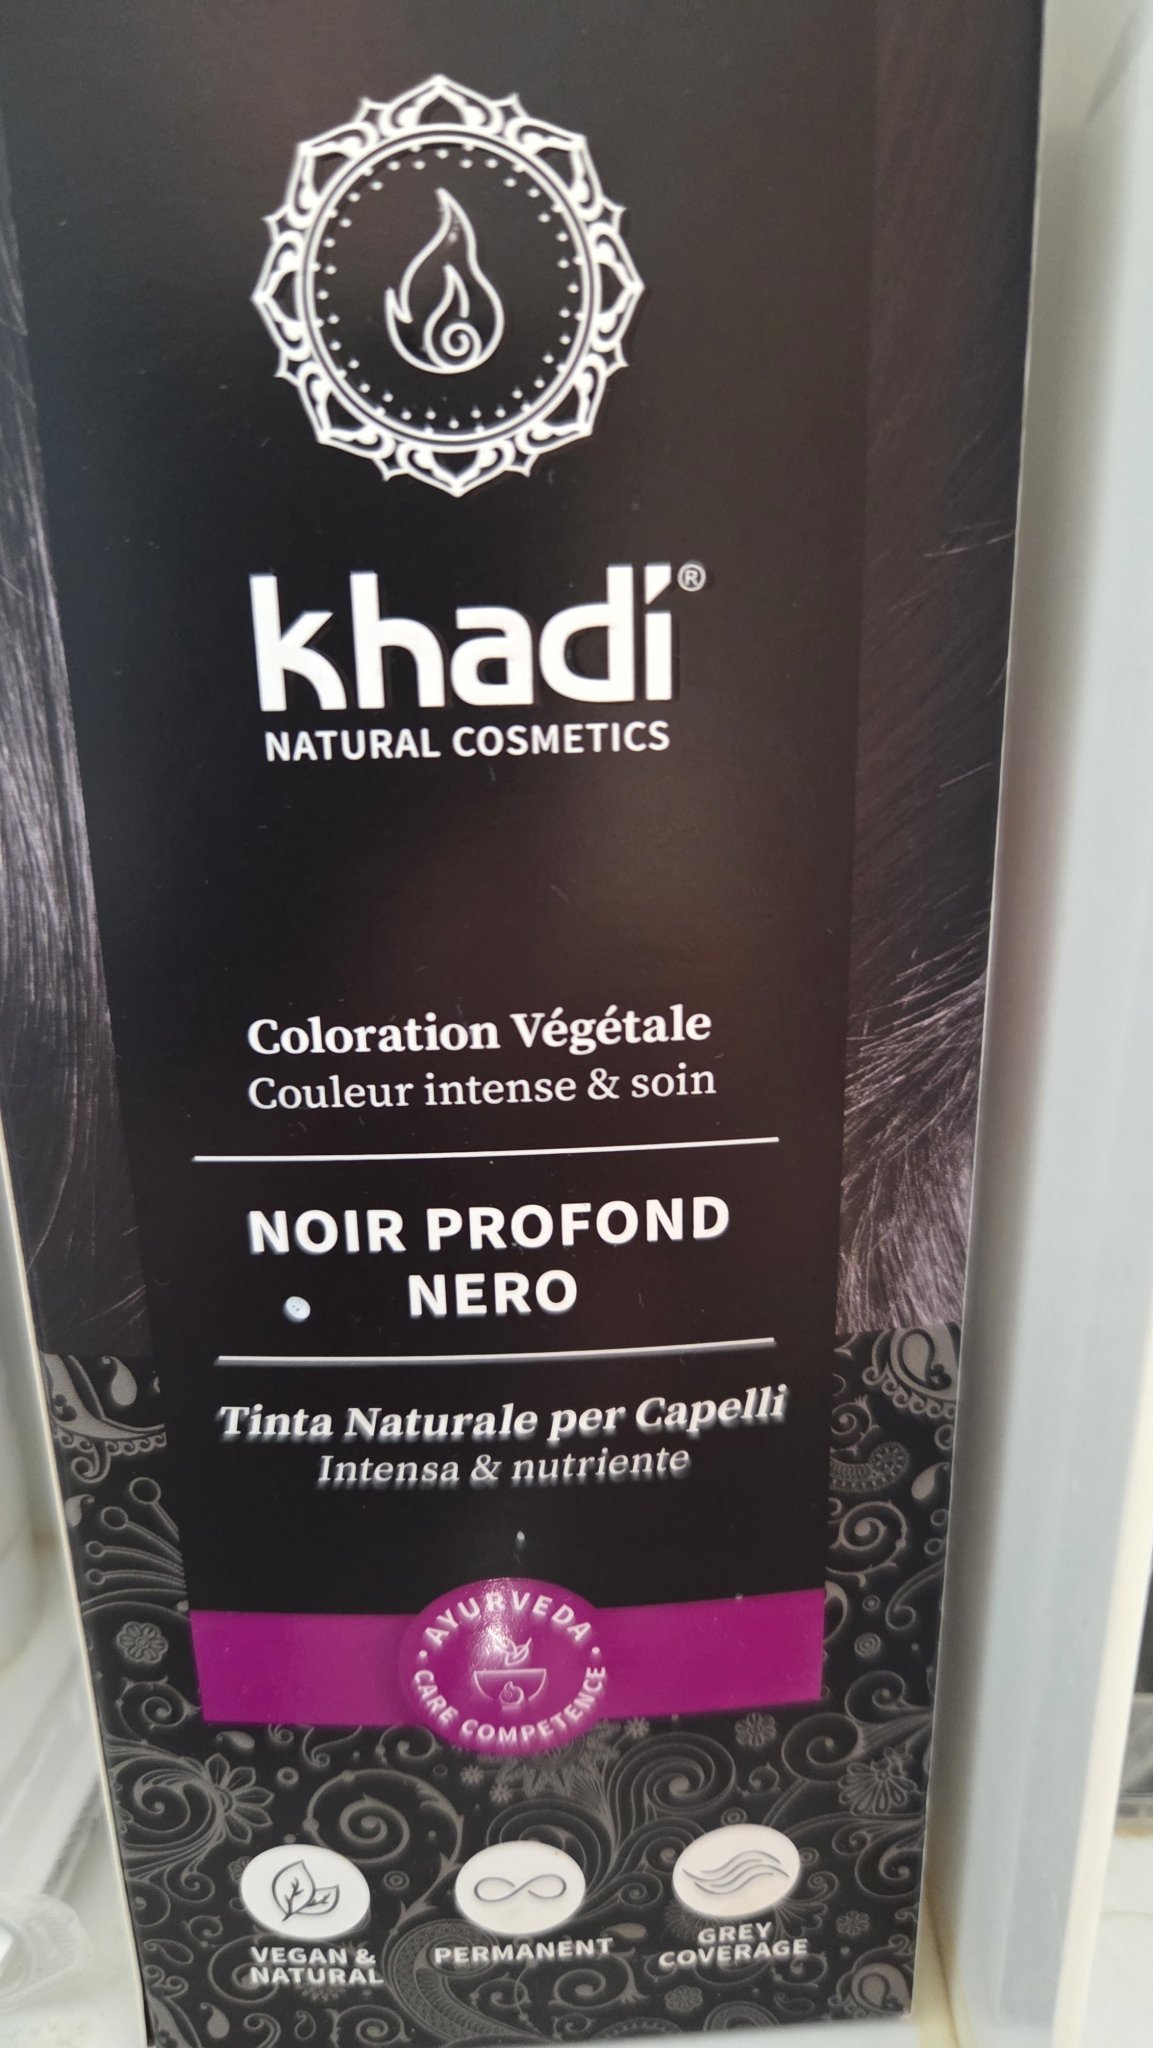 khadi®
NATURAL COSMETICS
Coloration Végétale
Couleur intense & soin
NOIR PROFOND
NERO
Tinta Naturale per Capelli
Intensa & nutriente
• AYURVEDA •
CARE COMPETENCE
VEGAN &
NATURAL
PERMANENT
GREY
COVERAGE